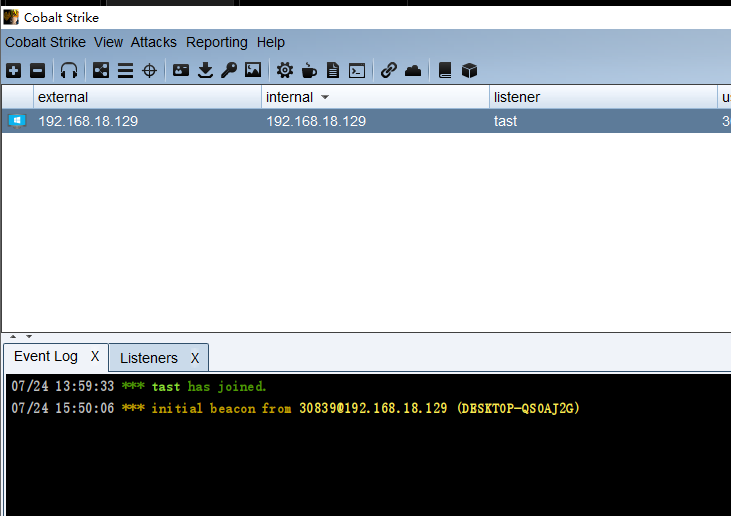 Cobalt Strike
Cobalt Strike View Attacks Reporting Help
external internal listener
192.168.18.129 192.168.18.129 tast
Event Log X Listeners X
07/24 13:59:33 *** tast has joined.
07/24 15:50:06 *** initial beacon from 30839@192.168.18.129 (DESKTOP-QS0AJ2G)